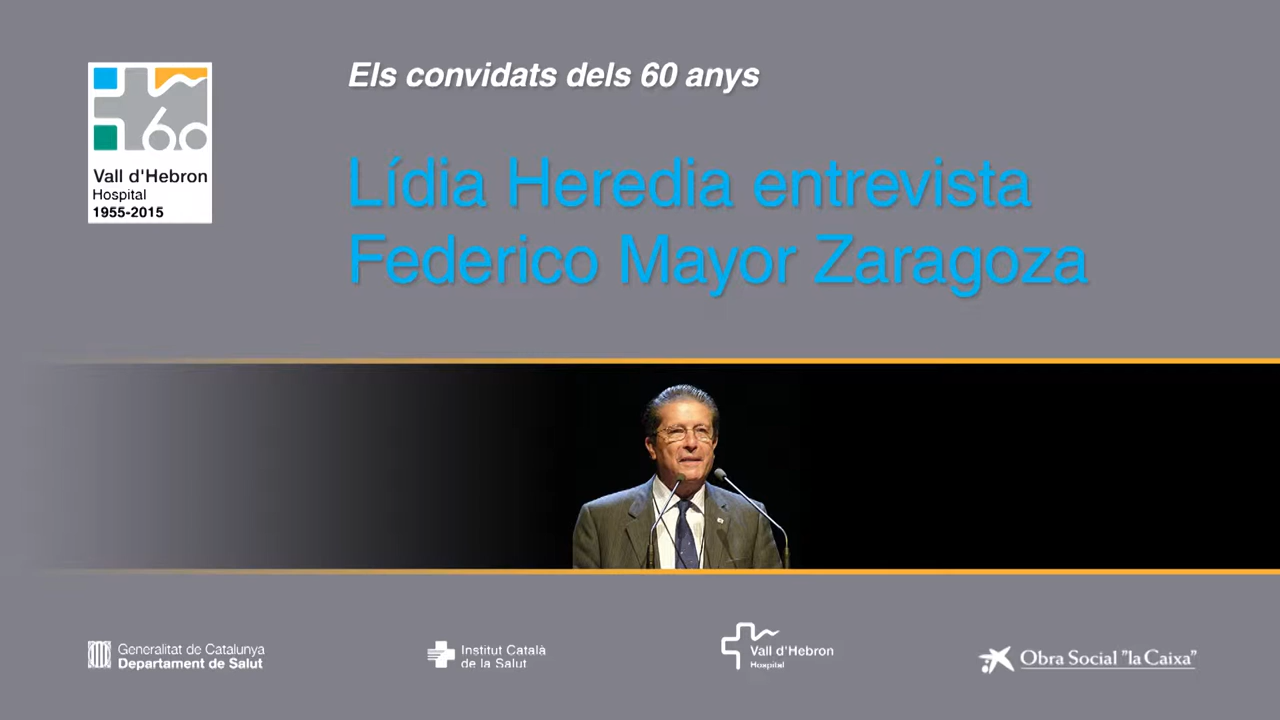 Els convidats dels 60 anys
60
Vall d'Hebron
Hospital
1955-2015
Lídia Heredia entrevista
Federico Mayor Zaragoza
Generalitat de Catalunya
Departament de Salut
Institut Català
de la Salut
Vall d'Hebron
Hospital
Obra Social "la Caixa"